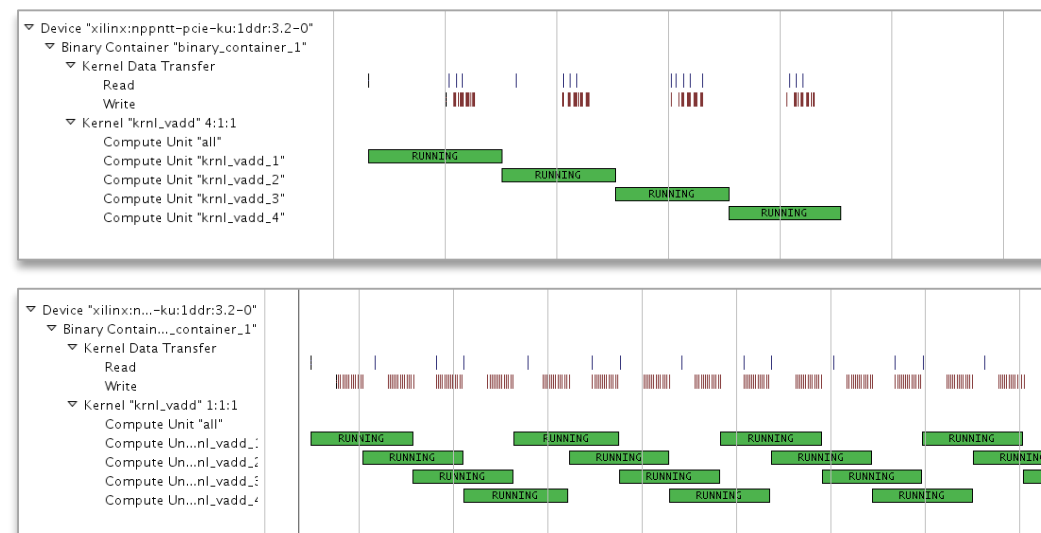 Device "xilinx:nppntt-pcie-ku:1ddr:3.2-0"
Binary Container "binary_container_1"
Kernel Data Transfer
Read
Write
Kernel "krnl_vadd" 4:1:1
Compute Unit "all"
Compute Unit "krnl_vadd_1" RUNNING
Compute Unit "krnl_vadd_2" RUNNING
Compute Unit "krnl_vadd_3" RUNNING
Compute Unit "krnl_vadd_4" RUNNING
Device "xilinx:n...-ku:1ddr:3.2-0"
Binary Contain..._container_1"
Kernel Data Transfer
Read
Write
Kernel "krnl_vadd" 1:1:1
Compute Unit "all"
Compute Un...nl_vadd_1 RUNNING RUNNING RUNNING RUNNING
Compute Un...nl_vadd_2 RUNNING RUNNING RUNNING RUNNIN
Compute Un...nl_vadd_3 RUNNING RUNNING RUNNING
Compute Un...nl_vadd_4 RUNNING RUNNING RUNNING